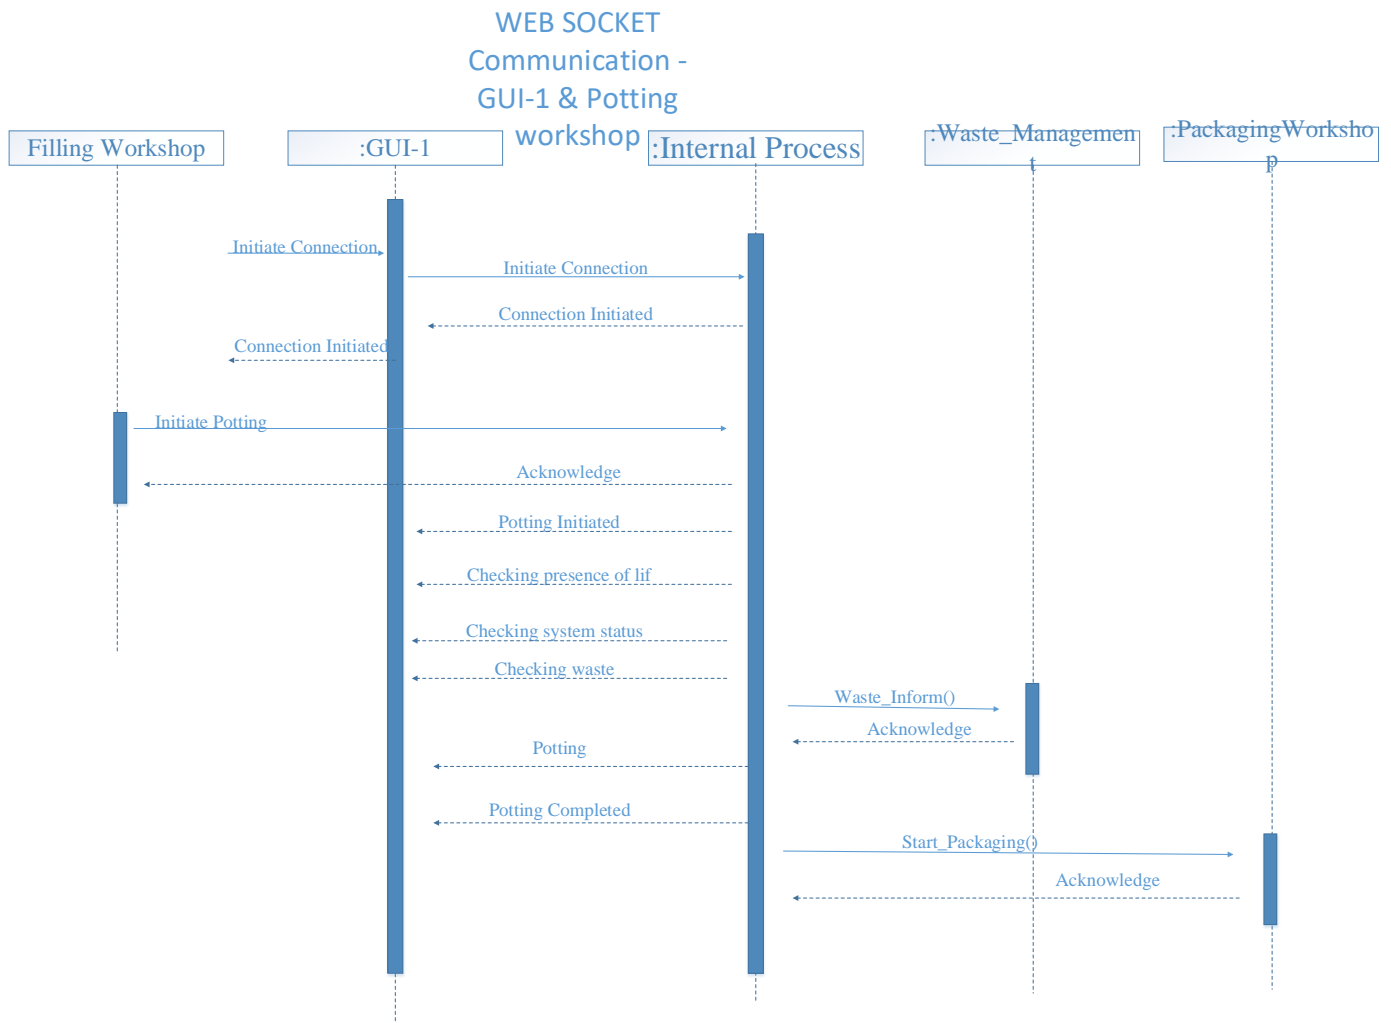 WEB SOCKET
Communication -
GUI-1 & Potting
workshop
Filling Workshop
:GUI-1
:Internal Process
:Waste_Managemen
t
:PackagingWorksho
p
Initiate Connection
Initiate Connection
Connection Initiated
Connection Initiated
Initiate Potting
Acknowledge
Potting Initiated
Checking presence of lif
Checking system status
Checking waste
Waste_Inform()
Acknowledge
Potting
Potting Completed
Start_Packaging()
Acknowledge